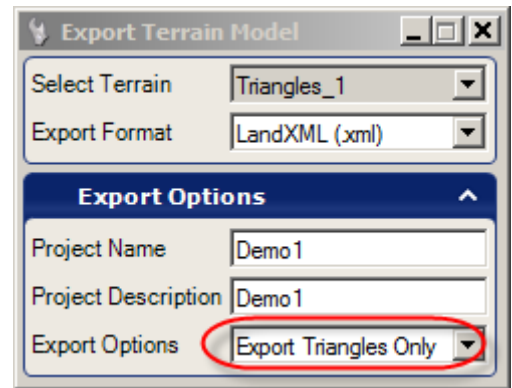 Export Terrain Model
Select Terrain Triangles_1
Export Format LandXML (.xml)
Export Options
Project Name Demo1
Project Description Demo1
Export Options Export Triangles Only